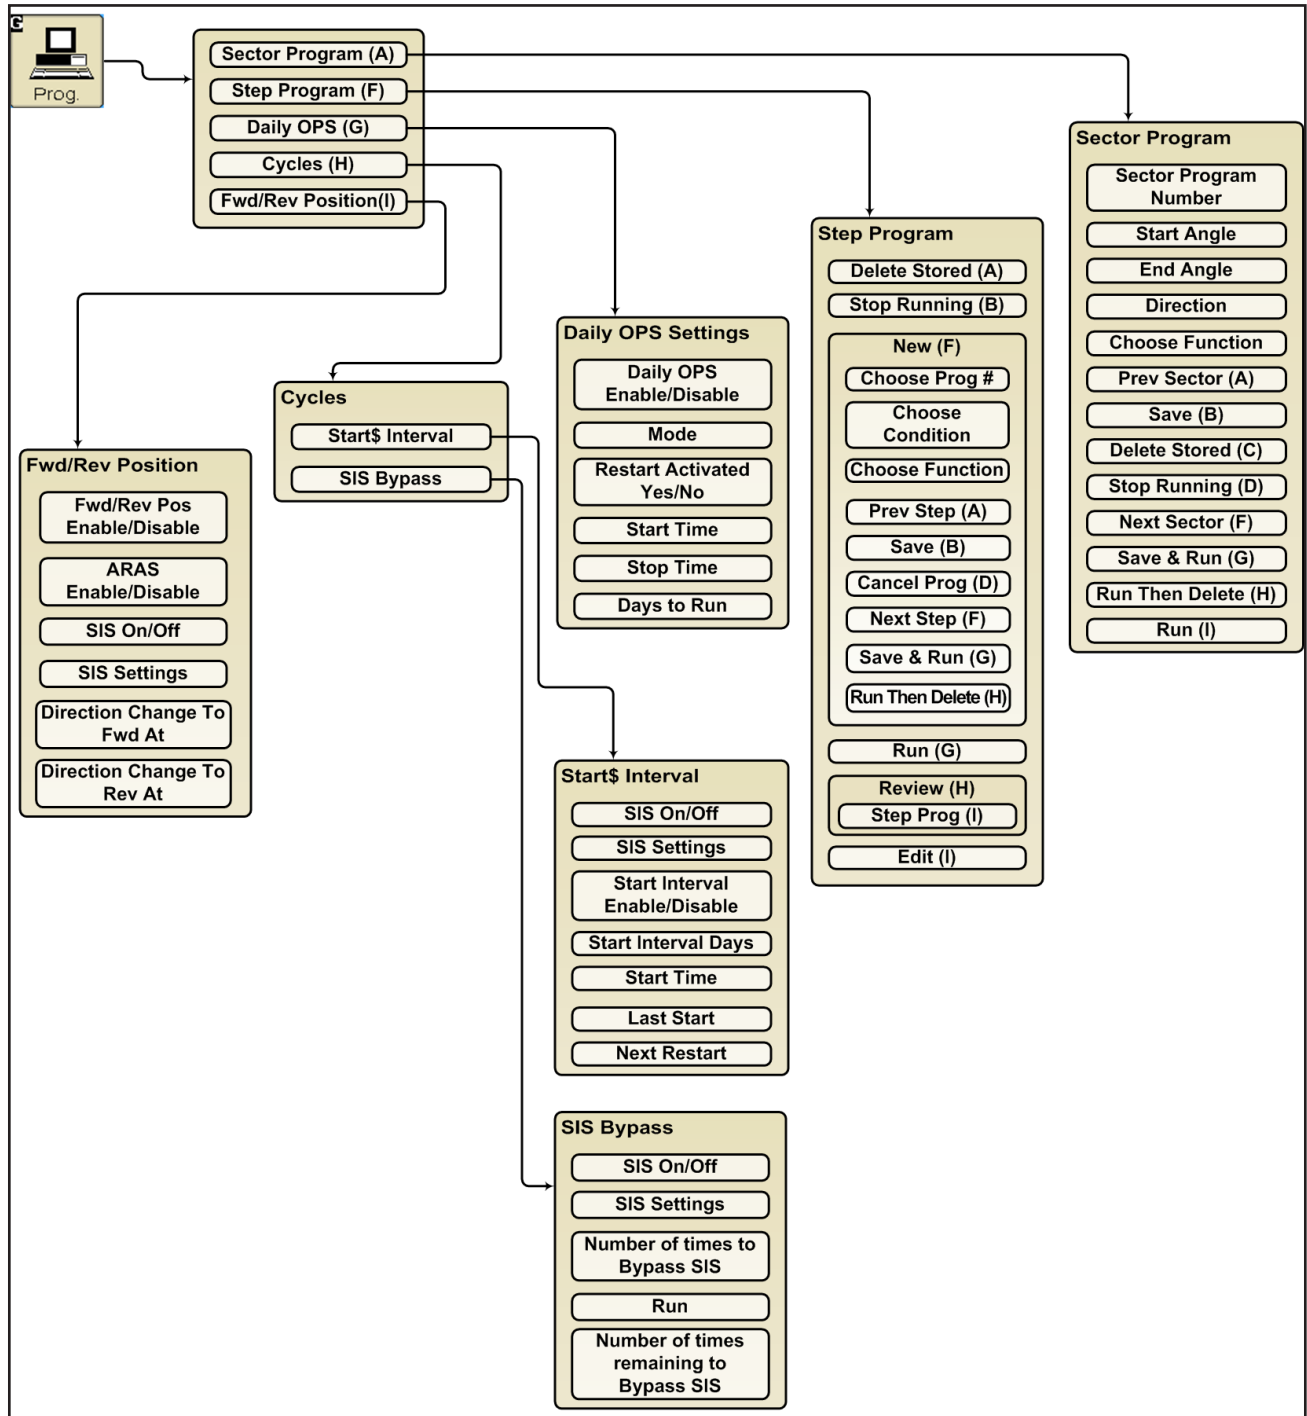 G
Prog.
Sector Program (A)
Step Program (F)
Daily OPS (G)
Cycles (H)
Fwd/Rev Position(I)
Sector Program
Sector Program
Number
Start Angle
End Angle
Direction
Choose Function
Prev Sector (A)
Save (B)
Delete Stored (C)
Stop Running (D)
Next Sector (F)
Save & Run (G)
Run Then Delete (H)
Run (I)
Step Program
Delete Stored (A)
Stop Running (B)
New (F)
Choose Prog #
Choose
Condition
Choose Function
Prev Step (A)
Save (B)
Cancel Prog (D)
Next Step (F)
Save & Run (G)
Run Then Delete (H)
Run (G)
Review (H)
Step Prog (I)
Edit (I)
Daily OPS Settings
Daily OPS
Enable/Disable
Mode
Restart Activated
Yes/No
Start Time
Stop Time
Days to Run
Cycles
Start$ Interval
SIS Bypass
Fwd/Rev Position
Fwd/Rev Pos
Enable/Disable
ARAS
Enable/Disable
SIS On/Off
SIS Settings
Direction Change To
Fwd At
Direction Change To
Rev At
Start$ Interval
SIS On/Off
SIS Settings
Start Interval
Enable/Disable
Start Interval Days
Start Time
Last Start
Next Restart
SIS Bypass
SIS On/Off
SIS Settings
Number of times to
Bypass SIS
Run
Number of times
remaining to
Bypass SIS